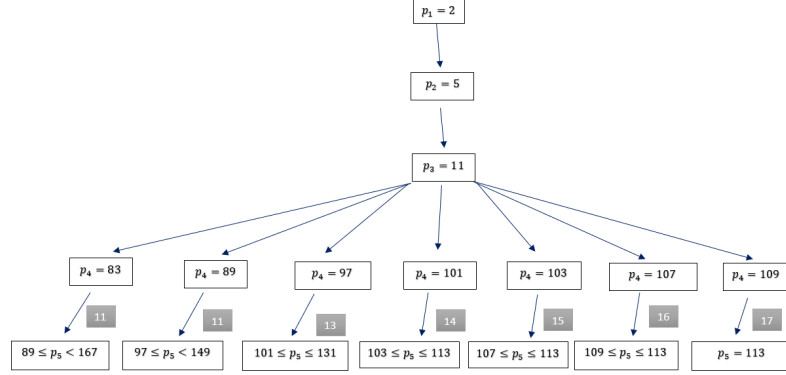 p₁ = 2
p₂ = 5
p₃ = 11
p₄ = 83
p₄ = 89
p₄ = 97
p₄ = 101
p₄ = 103
p₄ = 107
p₄ = 109
11
11
13
14
15
16
17
89 ≤ p₅ < 167
97 ≤ p₅ < 149
101 ≤ p₅ ≤ 131
103 ≤ p₅ ≤ 113
107 ≤ p₅ ≤ 113
109 ≤ p₅ ≤ 113
p₅ = 113